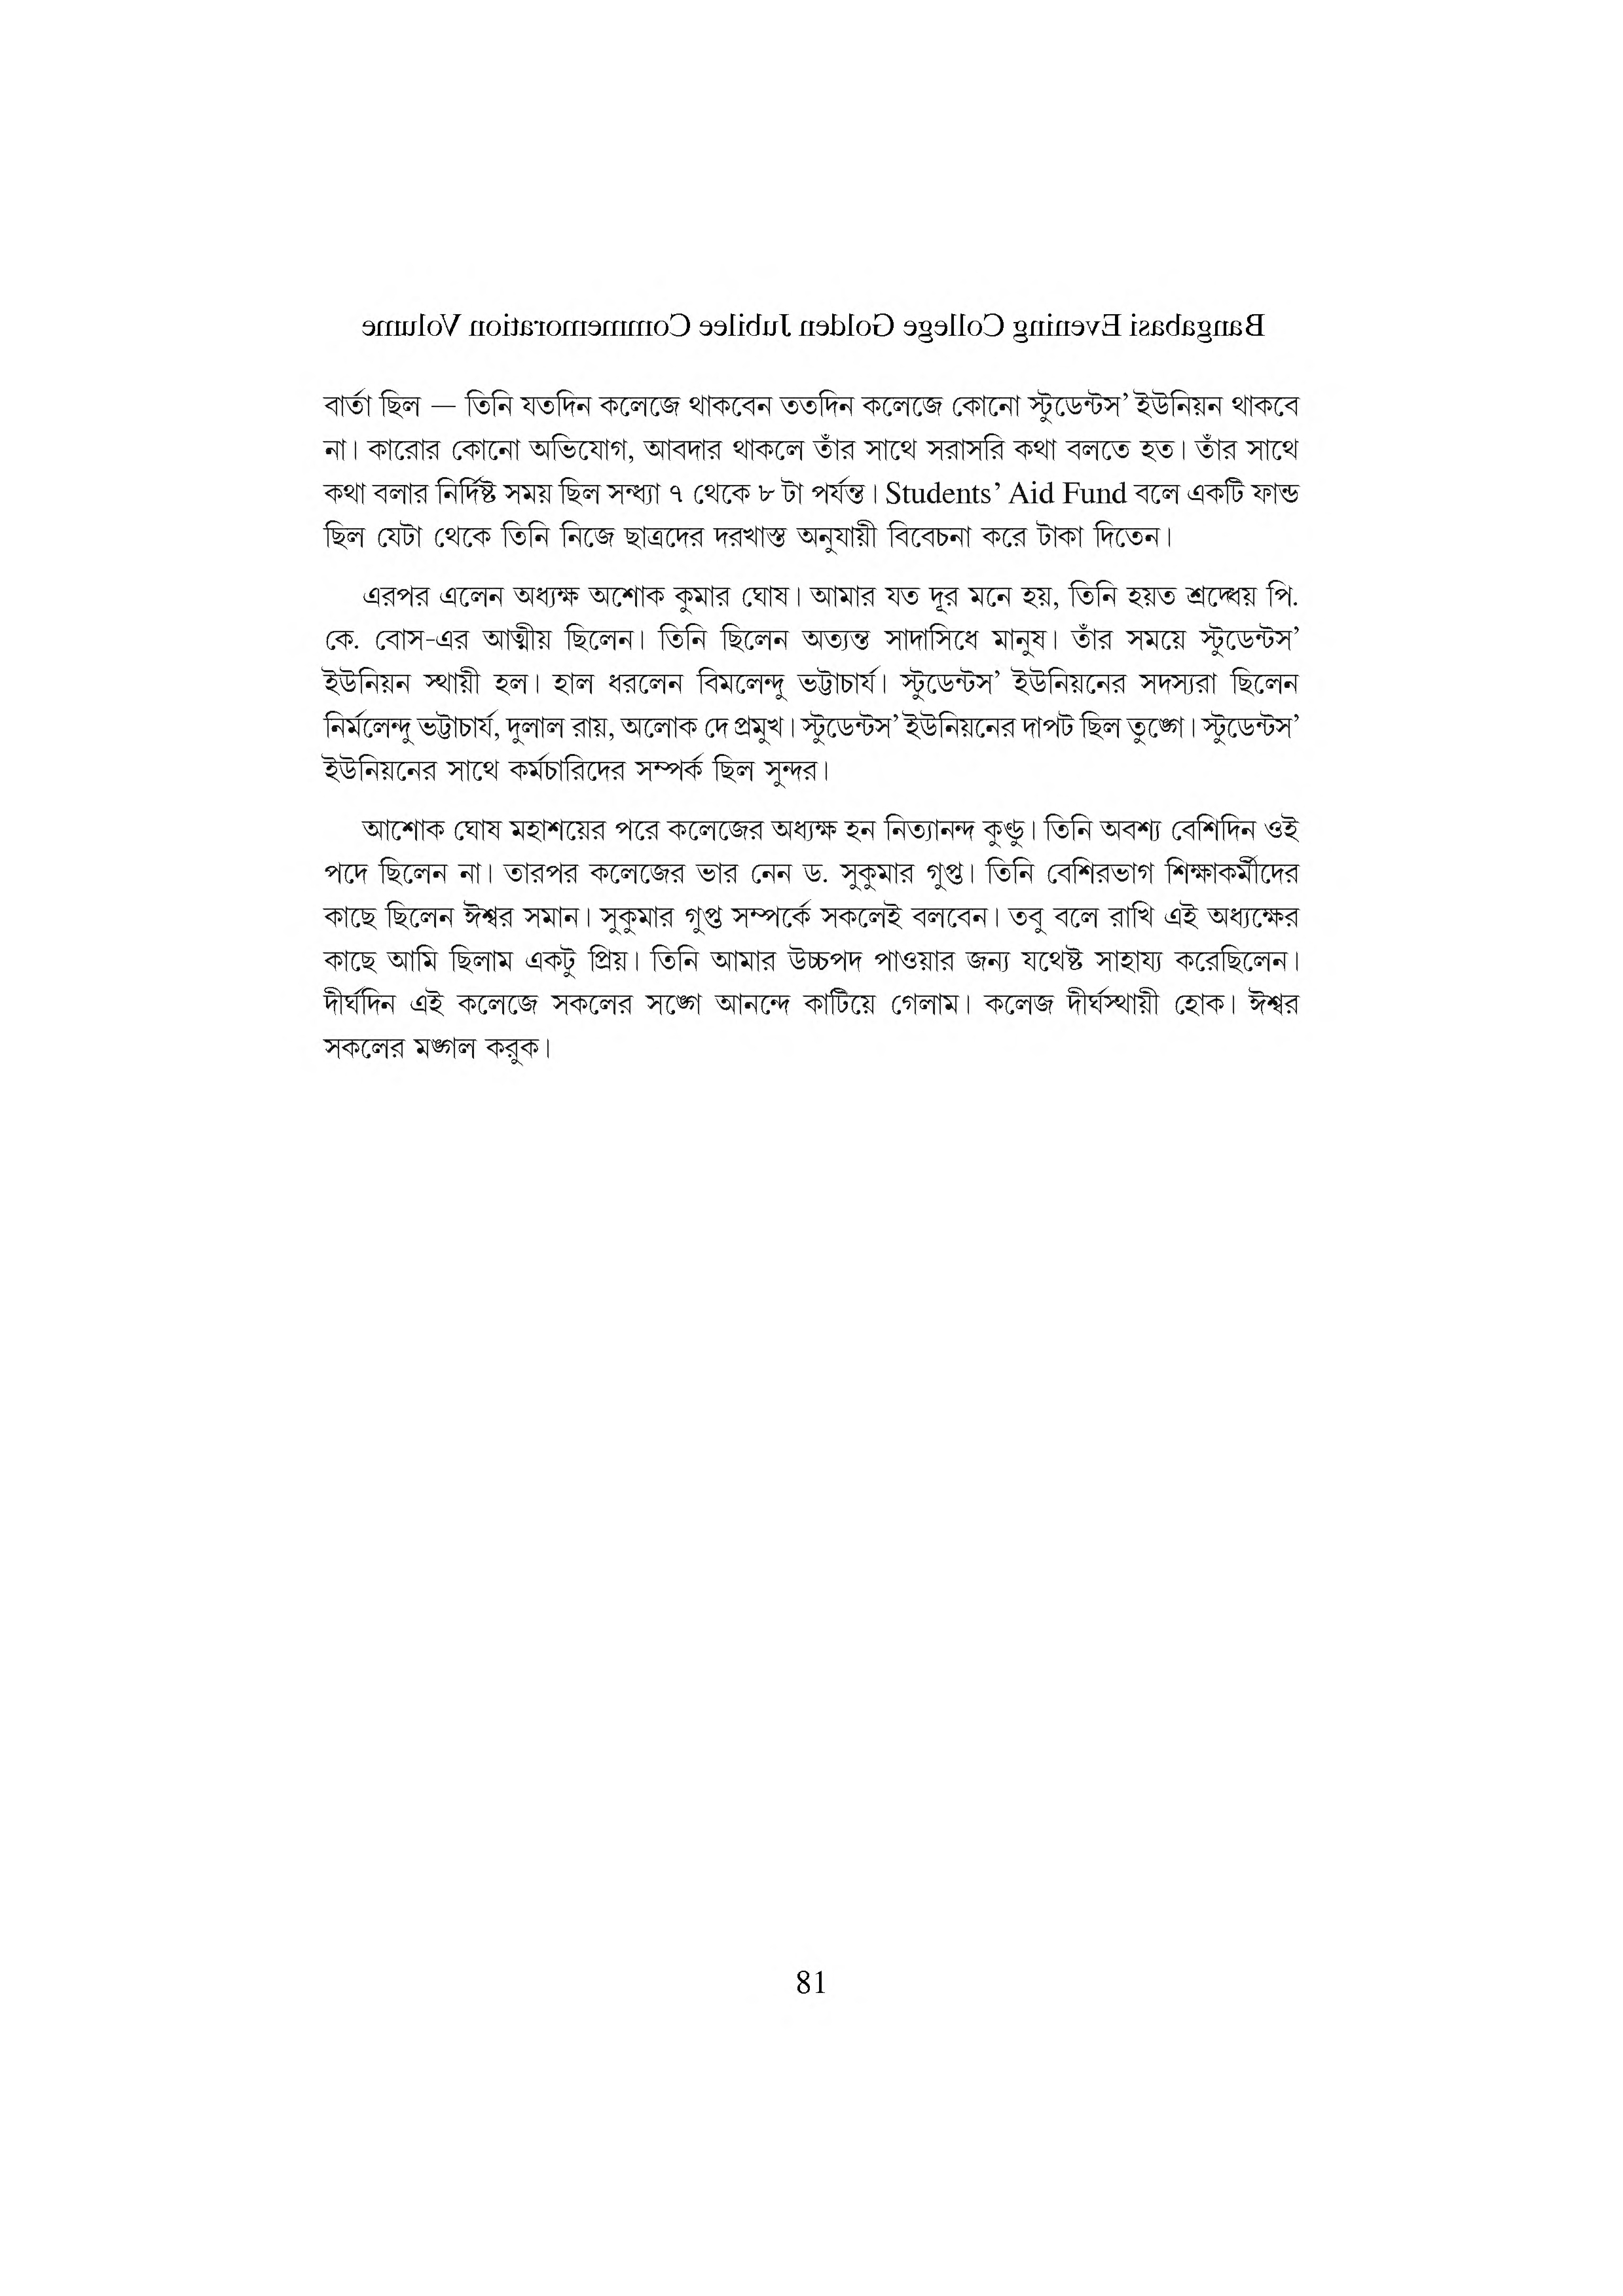 Bangabasi Evening College Golden Jubilee Commemoration Volume
বার্তা ছিল — তিনি যতদিন কলেজে থাকবেন ততদিন কলেজে কোনো স্টুডেন্টস’ ইউনিয়ন থাকবে
না। কারোর কোনো অভিযোগ, আবদার থাকলে তাঁর সাথে সরাসরি কথা বলতে হত। তাঁর সাথে
কথা বলার নির্দিষ্ট সময় ছিল সন্ধ্যা ৭ থেকে ৮ টা পর্যন্ত। Students’ Aid Fund বলে একটি ফান্ড
ছিল যেটা থেকে তিনি নিজে ছাত্রদের দরখাস্ত অনুযায়ী বিবেচনা করে টাকা দিতেন।
এরপর এলেন অধ্যক্ষ অশোক কুমার ঘোষ। আমার যত দূর মনে হয়, তিনি হয়ত শ্রদ্ধেয় পি.
কে. বোস-এর আত্মীয় ছিলেন। তিনি ছিলেন অত্যন্ত সাদাসিধে মানুষ। তাঁর সময়ে স্টুডেন্টস’
ইউনিয়ন স্থায়ী হল। হাল ধরলেন বিমলেন্দু ভট্টাচার্য। স্টুডেন্টস’ ইউনিয়নের সদস্যরা ছিলেন
নির্মলেন্দু ভট্টাচার্য, দুলাল রায়, অলোক দে প্রমুখ। স্টুডেন্টস’ ইউনিয়নের দাপট ছিল তুঙ্গে। স্টুডেন্টস’
ইউনিয়নের সাথে কর্মচারিদের সম্পর্ক ছিল সুন্দর।
আশোক ঘোষ মহাশয়ের পরে কলেজের অধ্যক্ষ হন নিত্যানন্দ কুণ্ডু। তিনি অবশ্য বেশিদিন ওই
পদে ছিলেন না। তারপর কলেজের ভার নেন ড. সুকুমার গুপ্ত। তিনি বেশিরভাগ শিক্ষাকর্মীদের
কাছে ছিলেন ঈশ্বর সমান। সুকুমার গুপ্ত সম্পর্কে সকলেই বলবেন। তবু বলে রাখি এই অধ্যক্ষের
কাছে আমি ছিলাম একটু প্রিয়। তিনি আমার উচ্চপদ পাওয়ার জন্য যথেষ্ট সাহায্য করেছিলেন।
দীর্ঘদিন এই কলেজে সকলের সঙ্গে আনন্দে কাটিয়ে গেলাম। কলেজ দীর্ঘস্থায়ী হোক। ঈশ্বর
সকলের মঙ্গল করুক।
81